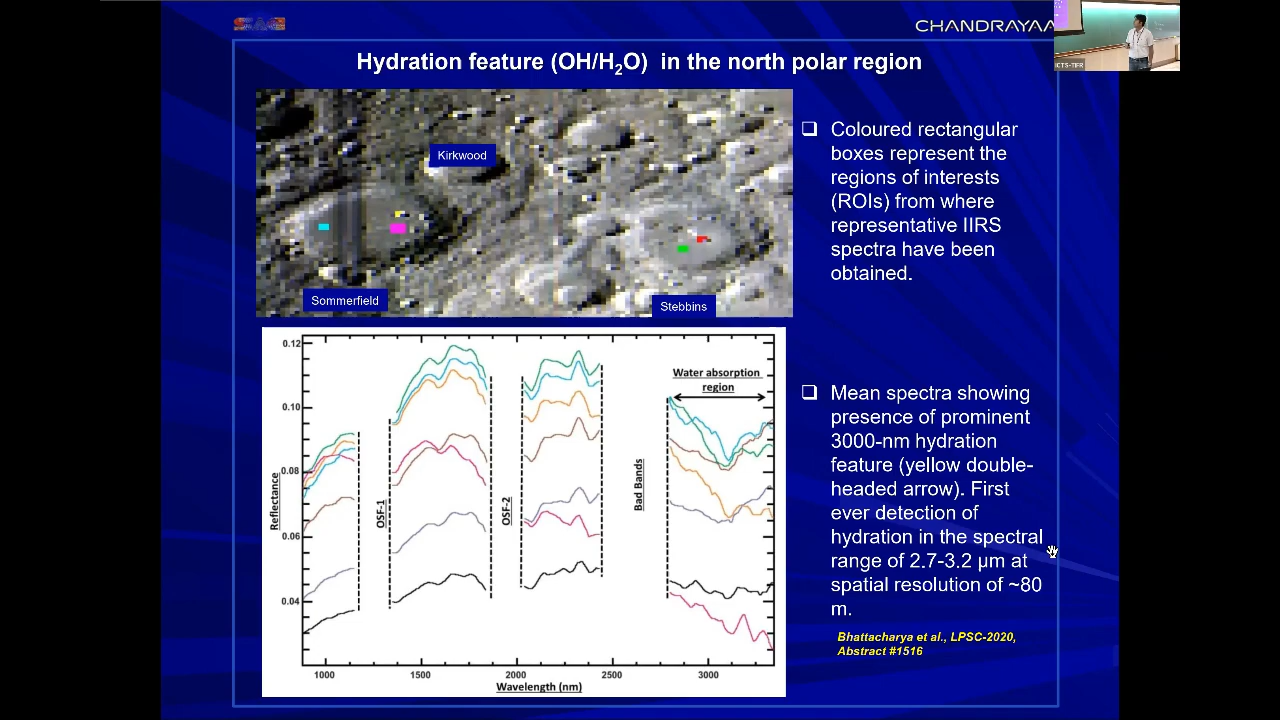 SAC
CHANDRAYAA
ICTS-TIFR
Hydration feature (OH/H2O) in the north polar region
Kirkwood
Sommerfield
Stebbins
Coloured rectangular
boxes represent the
regions of interests
(ROIs) from where
representative IIRS
spectra have been
obtained.
0.12
0.10
0.08
0.06
0.04
Reflectance
OSF-1
OSF-2
Bad Bands
Water absorption
region
1000
1500
2000
2500
3000
Wavelength (nm)
Mean spectra showing
presence of prominent
3000-nm hydration
feature (yellow double-
headed arrow). First
ever detection of
hydration in the spectral
range of 2.7-3.2 µm at
spatial resolution of ~80
m.
Bhattacharya et al., LPSC-2020,
Abstract #1516